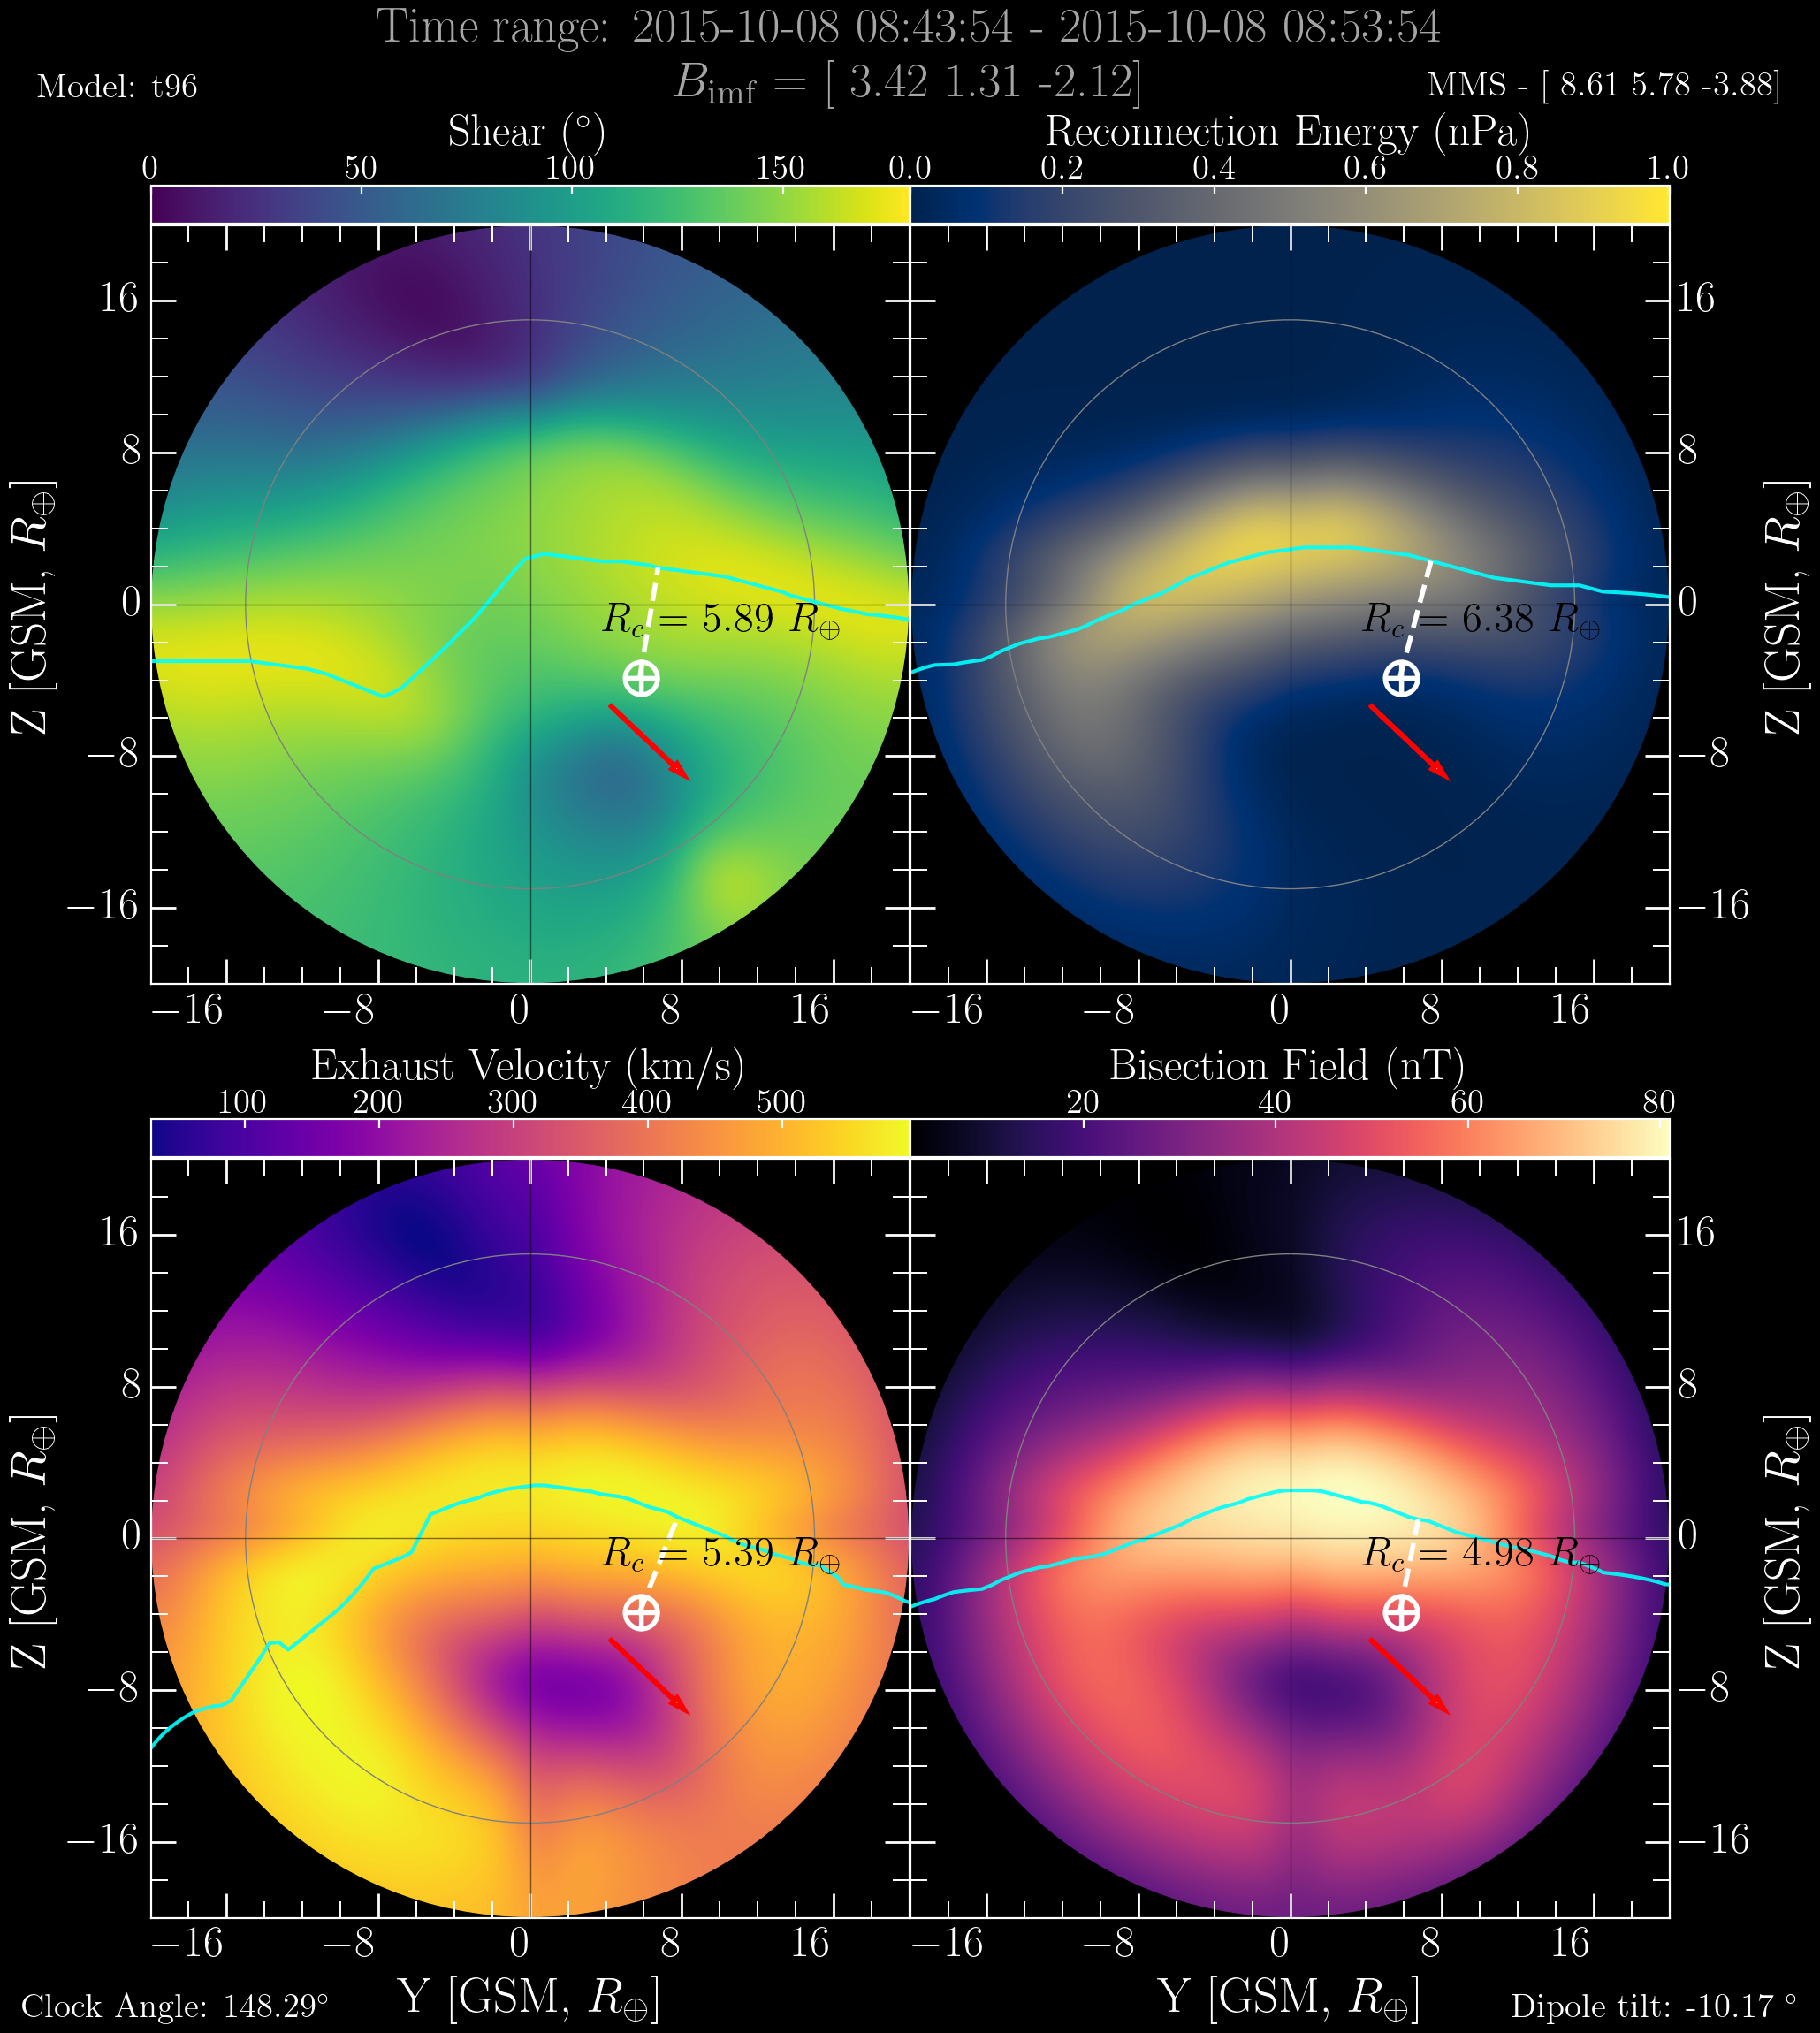 Time range: 2015-10-08 08:43:54 - 2015-10-08 08:53:54
Model: t96
B_imf = [ 3.42 1.31 -2.12]
MMS - [ 8.61 5.78 -3.88]
Shear (°)
Reconnection Energy (nPa)
0 50 100 150
0.0 0.2 0.4 0.6 0.8 1.0
16
8
0
−8
−16
Z [GSM, R⊕]
R_c = 5.89 R⊕
R_c = 6.38 R⊕
16
8
0
−8
−16
Z [GSM, R⊕]
−16 −8 0 8 16
−16 −8 0 8 16
Exhaust Velocity (km/s)
Bisection Field (nT)
100 200 300 400 500
20 40 60 80
16
8
0
−8
−16
Z [GSM, R⊕]
R_c = 5.39 R⊕
R_c = 4.98 R⊕
16
8
0
−8
−16
Z [GSM, R⊕]
−16 −8 0 8 16
−16 −8 0 8 16
Y [GSM, R⊕]
Y [GSM, R⊕]
Clock Angle: 148.29°
Dipole tilt: -10.17 °